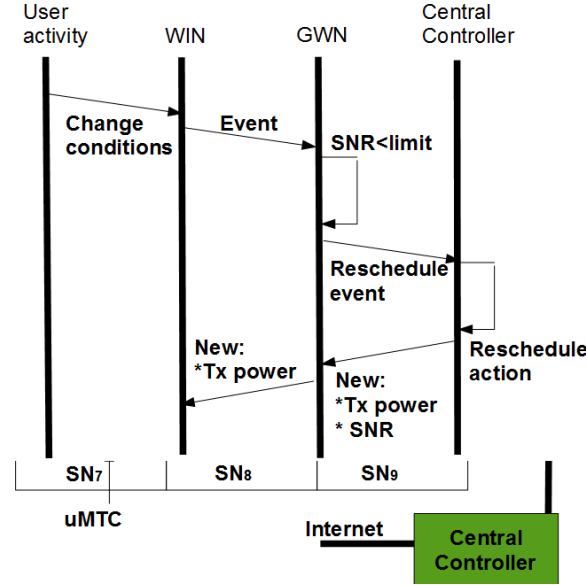 User
activity
WIN
GWN
Central
Controller
Change
conditions
Event
SNR<limit
Reschedule
event
Reschedule
action
New:
*Tx power
New:
*Tx power
* SNR
SN7
SN8
SN9
uMTC
Internet
Central
Controller